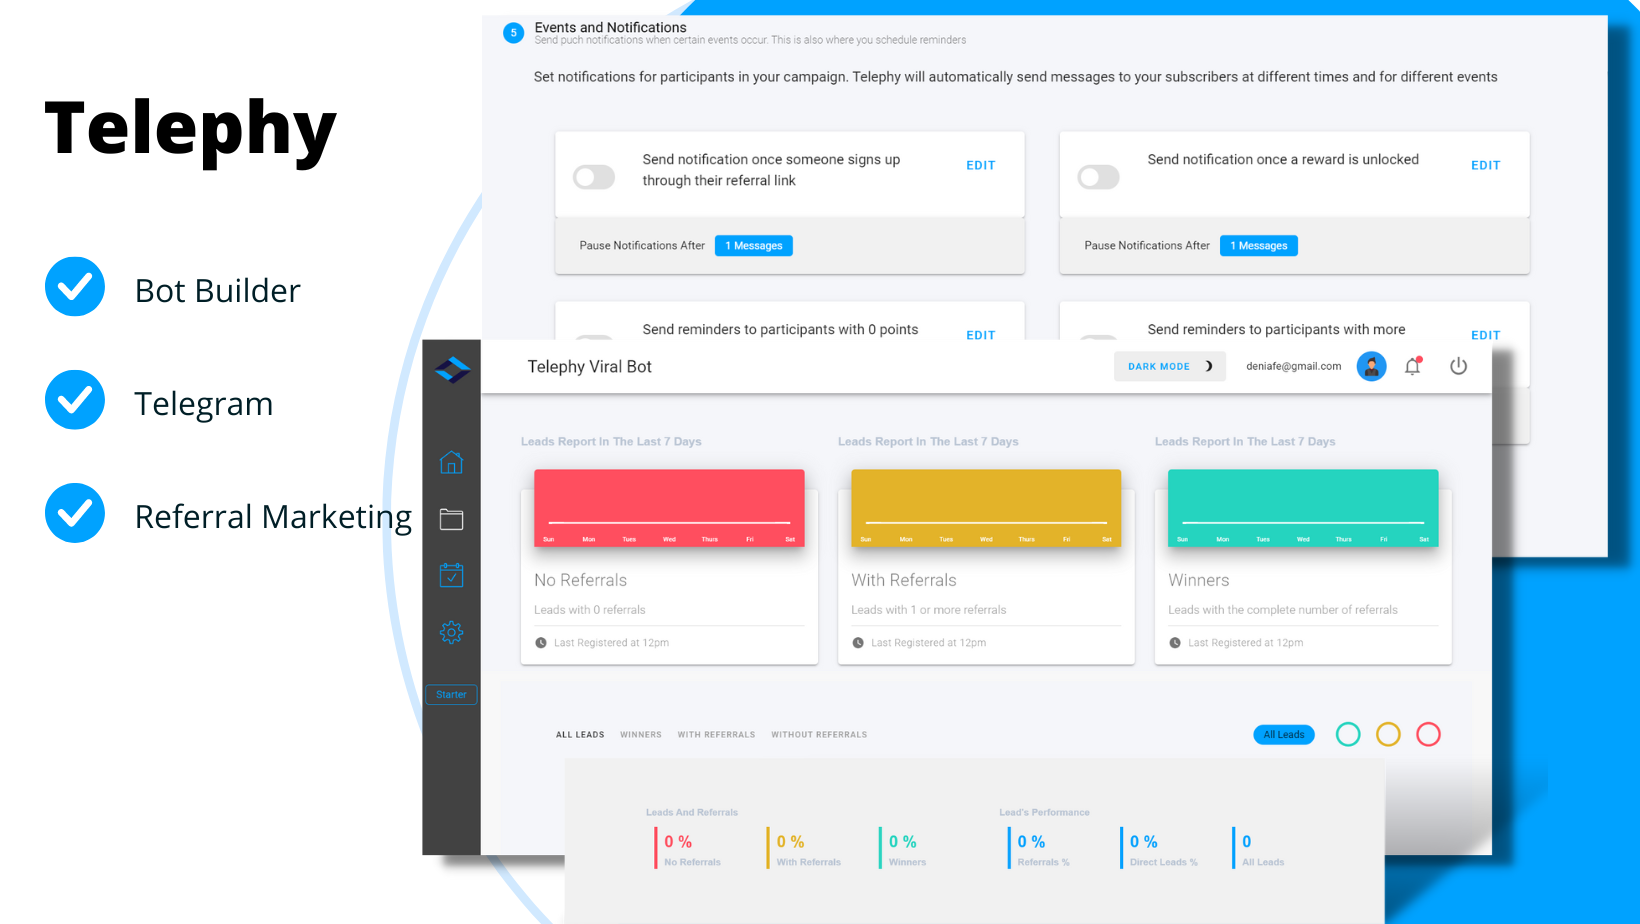 Telephy
Bot Builder
Telegram
Referral Marketing
5
Events and Notifications
Send puch notifications when certain events occur. This is also where you schedule reminders
Set notifications for participants in your campaign. Telephy will automatically send messages to your subscribers at different times and for different events
Send notification once someone signs up
through their referral link
EDIT
Pause Notifications After
1 Messages
Send notification once a reward is unlocked
EDIT
Pause Notifications After
1 Messages
Send reminders to participants with 0 points
EDIT
Send reminders to participants with more
EDIT
Telephy Viral Bot
DARK MODE
deniafe@gmail.com
Starter
Leads Report In The Last 7 Days
Sun Mon Tues Wed Thurs Fri Sat
No Referrals
Leads with 0 referrals
Last Registered at 12pm
Leads Report In The Last 7 Days
Sun Mon Tues Wed Thurs Fri Sat
With Referrals
Leads with 1 or more referrals
Last Registered at 12pm
Leads Report In The Last 7 Days
Sun Mon Tues Wed Thurs Fri Sat
Winners
Leads with the complete number of referrals
Last Registered at 12pm
ALL LEADS WINNERS WITH REFERRALS WITHOUT REFERRALS
All Leads
Leads And Referrals
0 %
No Referrals
0 %
With Referrals
0 %
Winners
Lead's Performance
0 %
Referrals %
0 %
Direct Leads %
0
All Leads